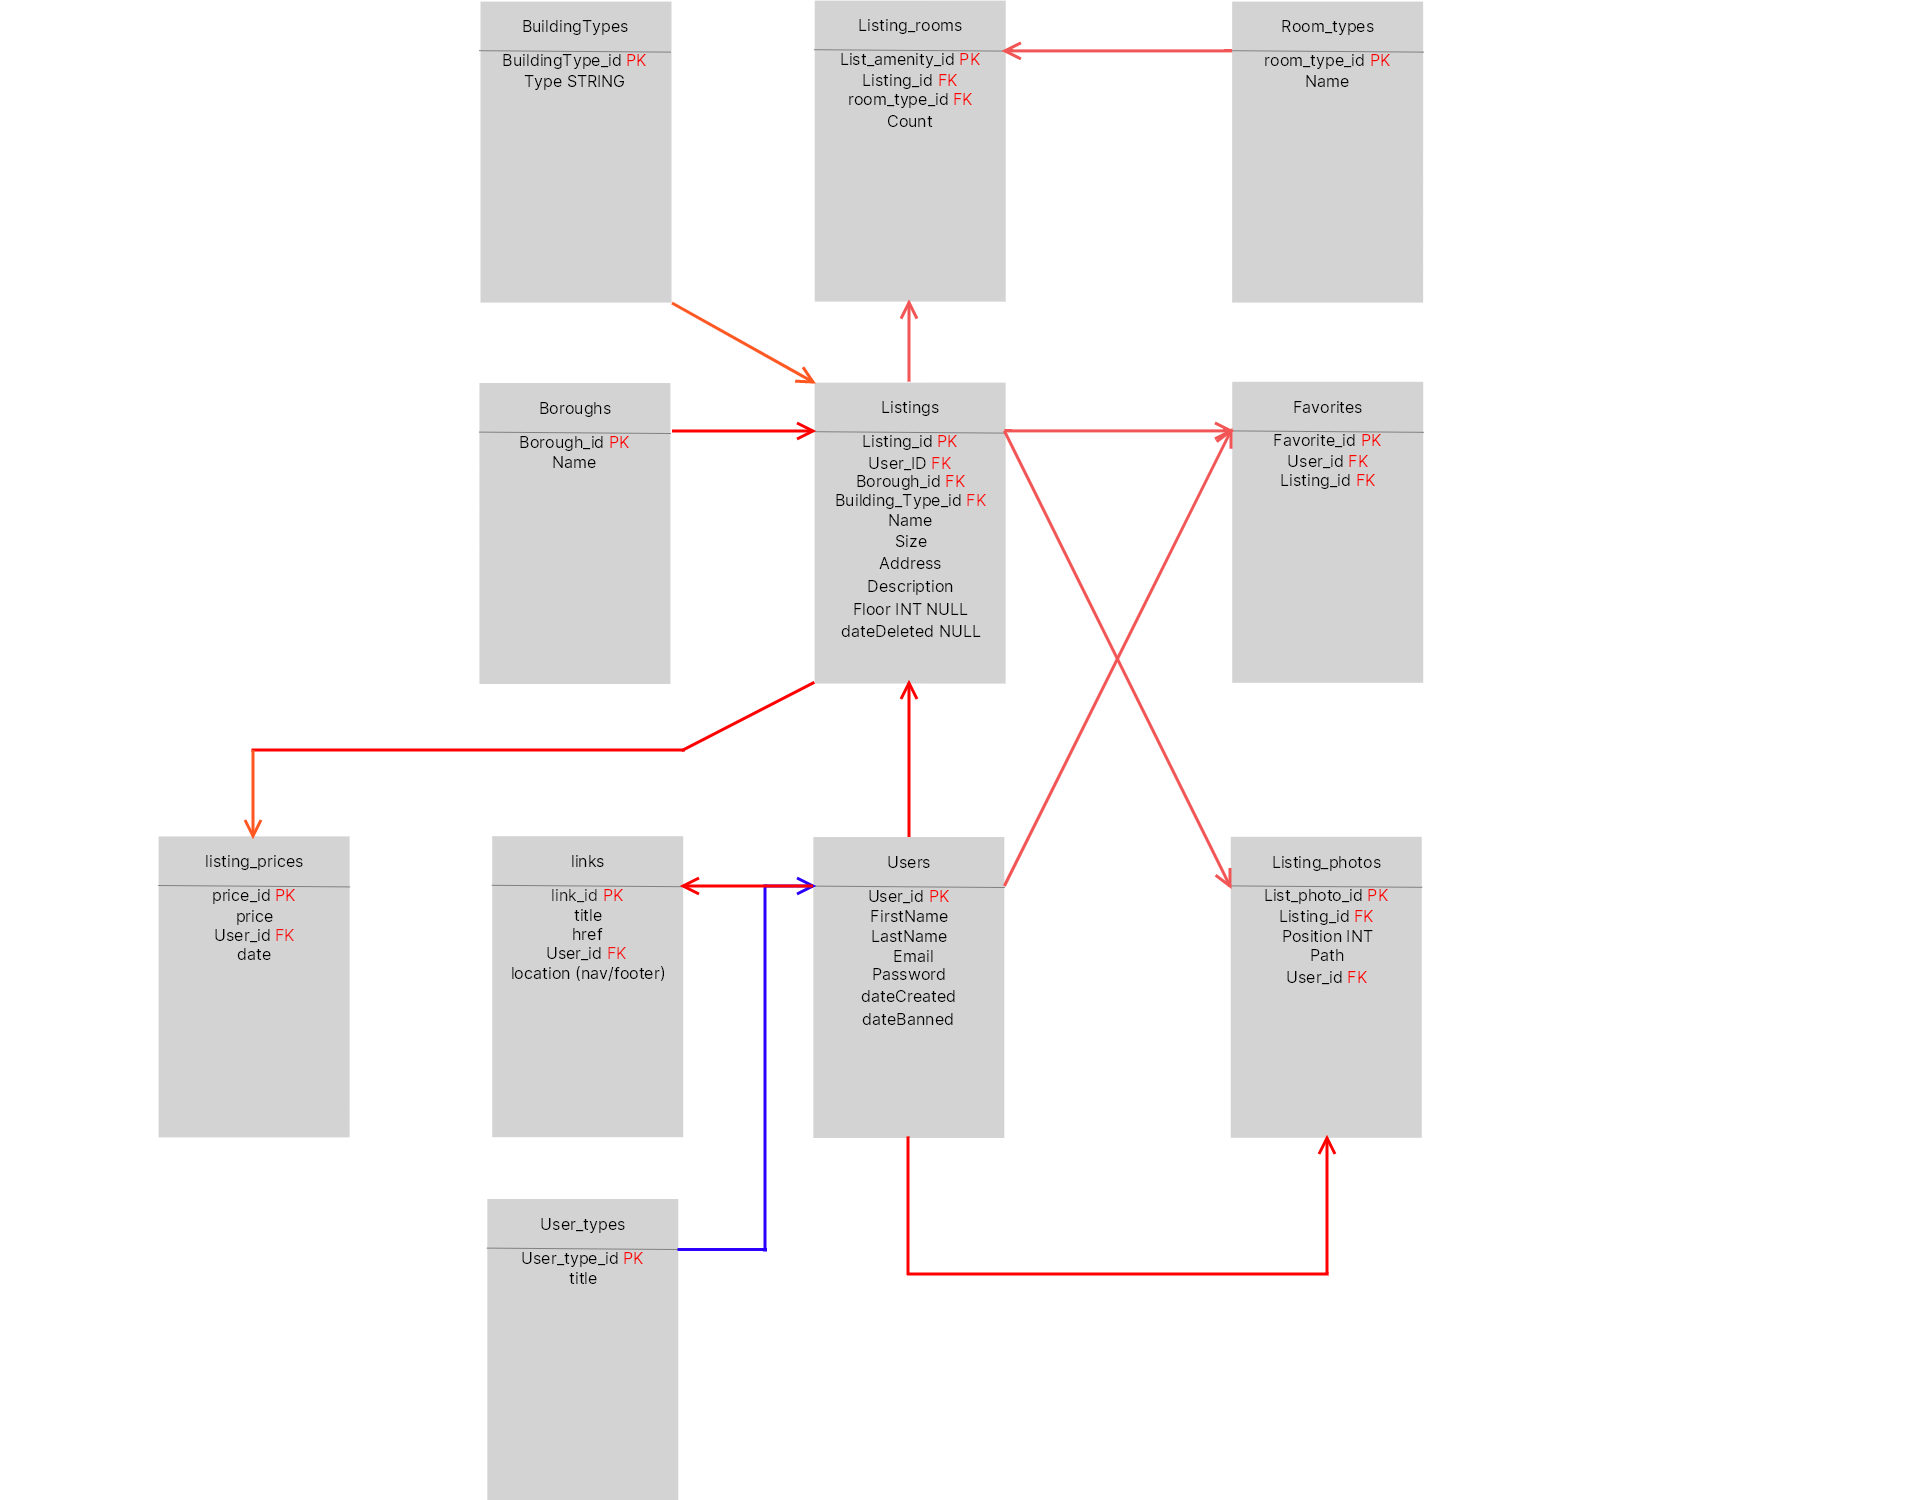 BuildingTypes
BuildingType_id PK
Type STRING
Listing_rooms
List_amenity_id PK
Listing_id FK
room_type_id FK
Count
Room_types
room_type_id PK
Name
Boroughs
Borough_id PK
Name
Listings
Listing_id PK
User_ID FK
Borough_id FK
Building_Type_id FK
Name
Size
Address
Description
Floor INT NULL
dateDeleted NULL
Favorites
Favorite_id PK
User_id FK
Listing_id FK
listing_prices
price_id PK
price
User_id FK
date
links
link_id PK
title
href
User_id FK
location (nav/footer)
Users
User_id PK
FirstName
LastName
Email
Password
dateCreated
dateBanned
Listing_photos
List_photo_id PK
Listing_id FK
Position INT
Path
User_id FK
User_types
User_type_id PK
title